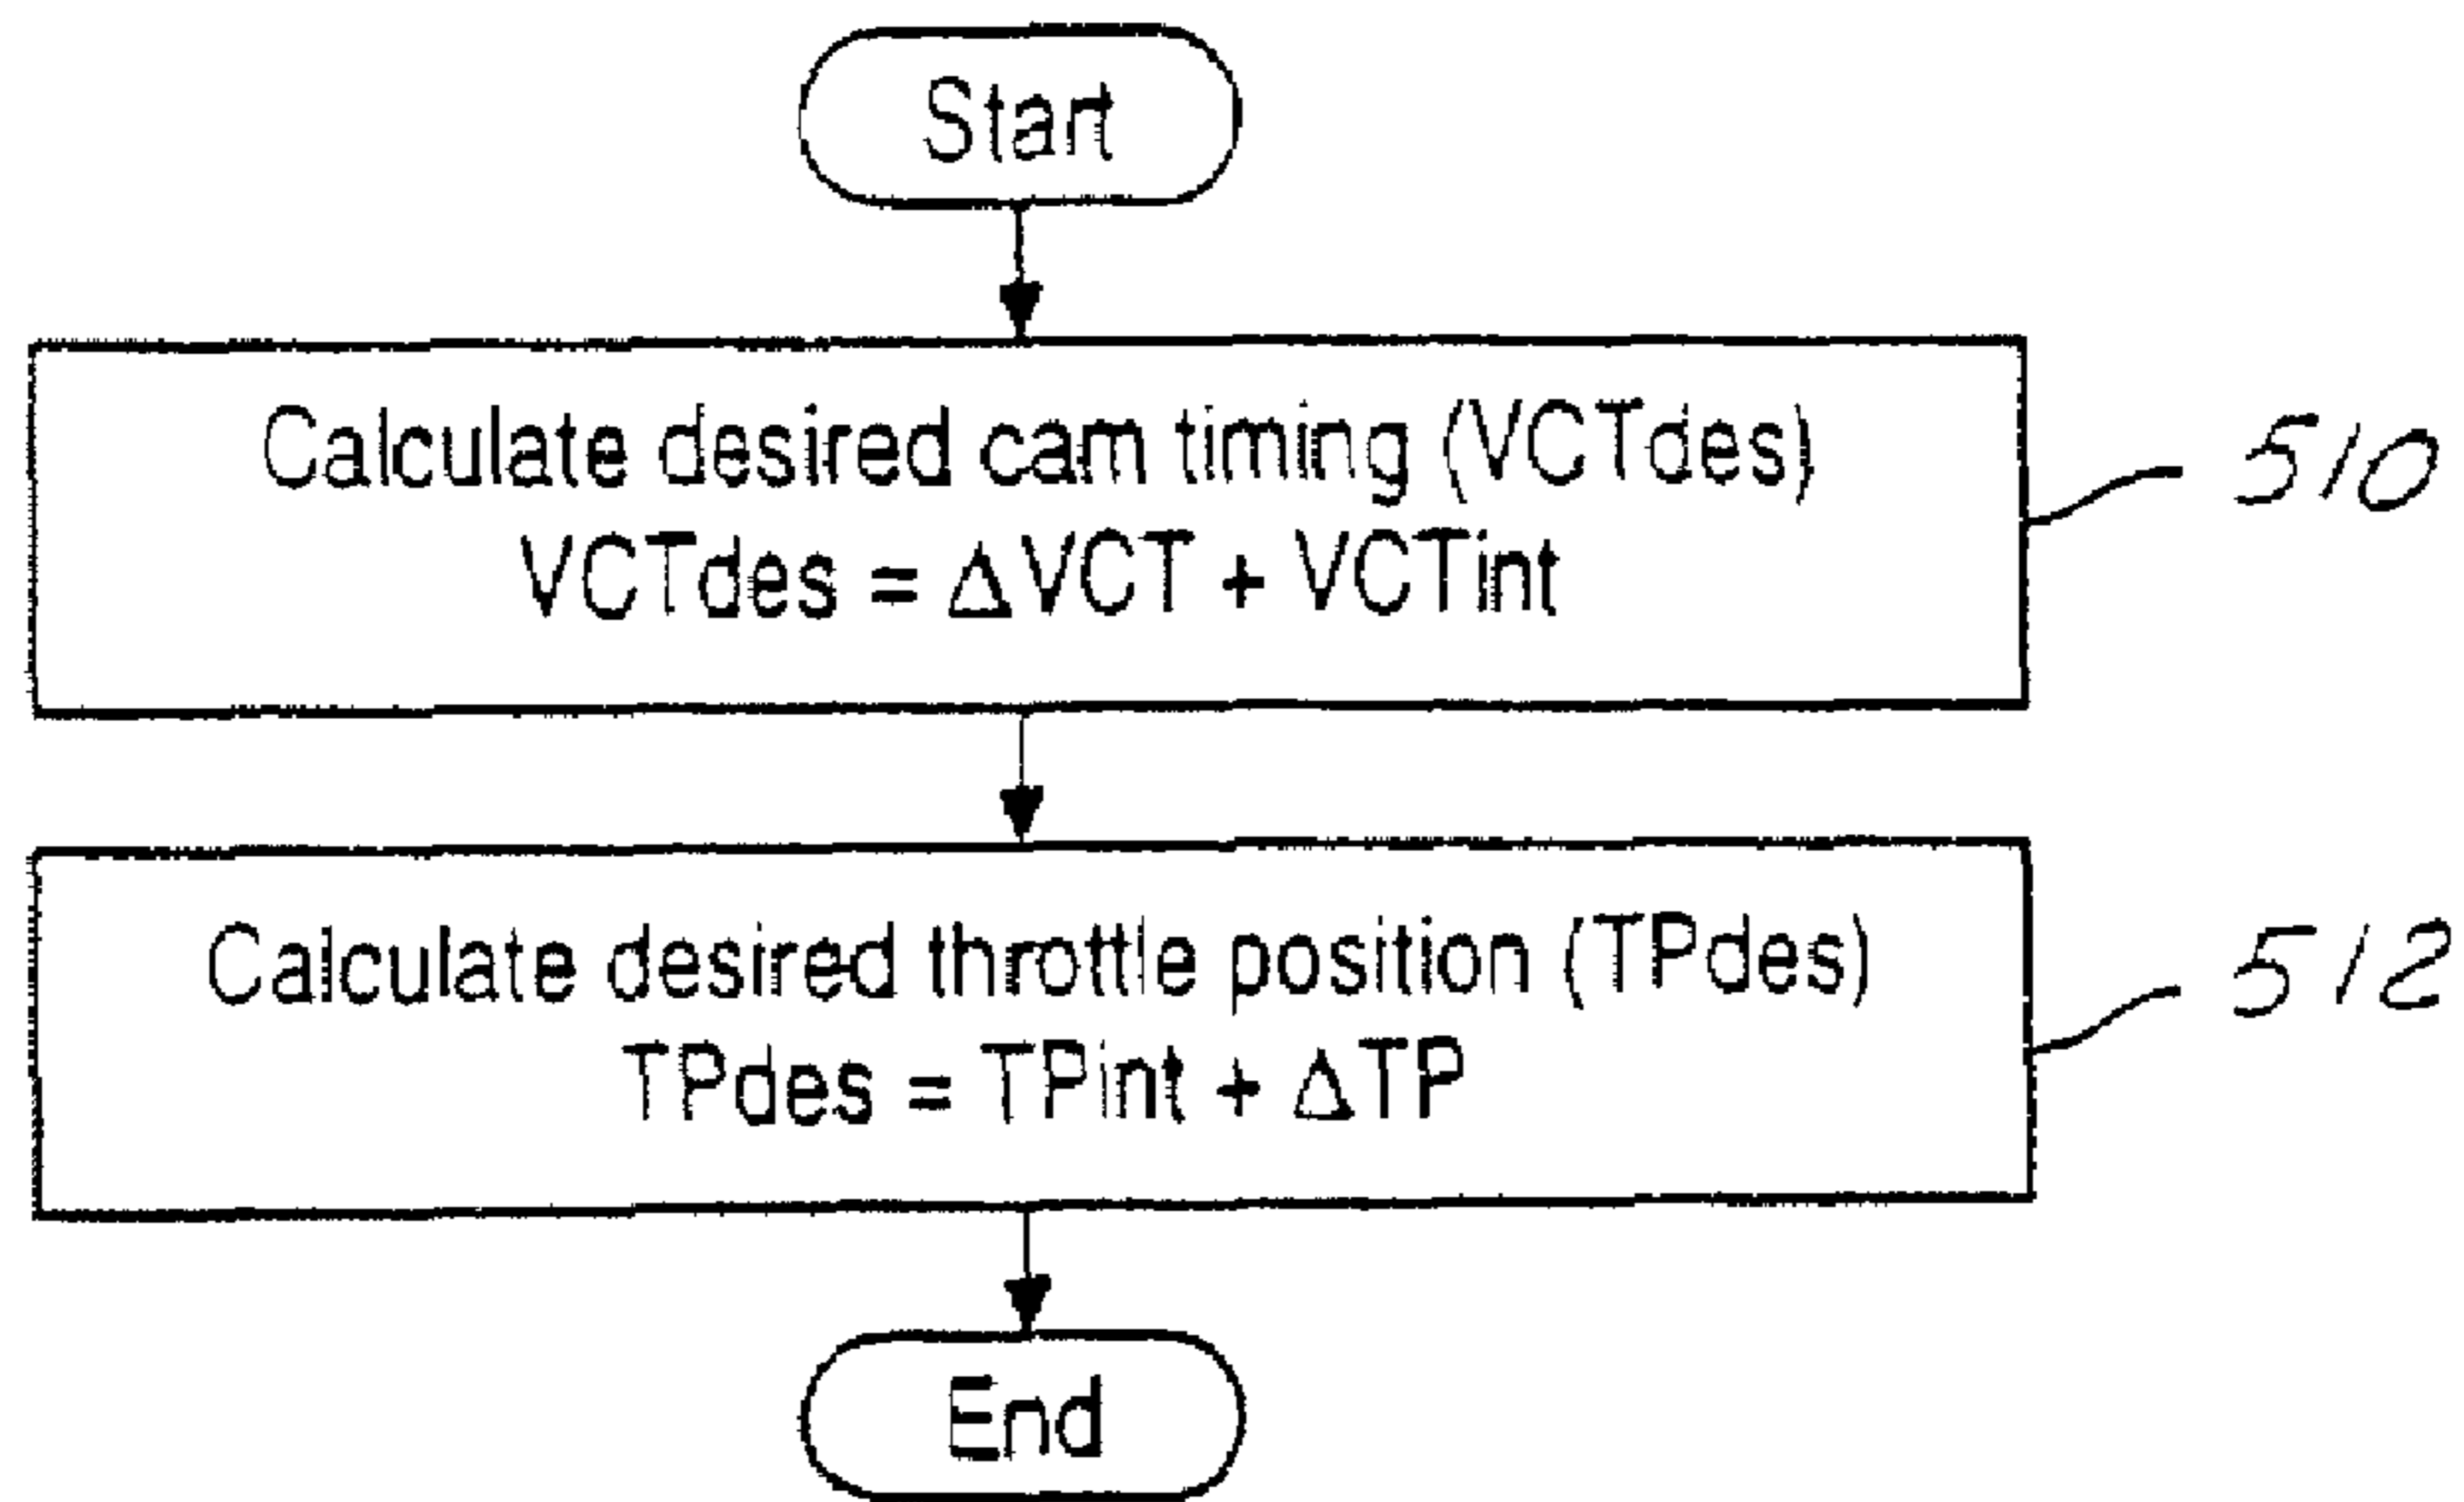 Start
Calculate desired cam timing (VCTdes)
VCTdes = ΔVCT + VCTint
510
Calculate desired throttle position (TPdes)
TPdes = TPint + ΔTP
512
End